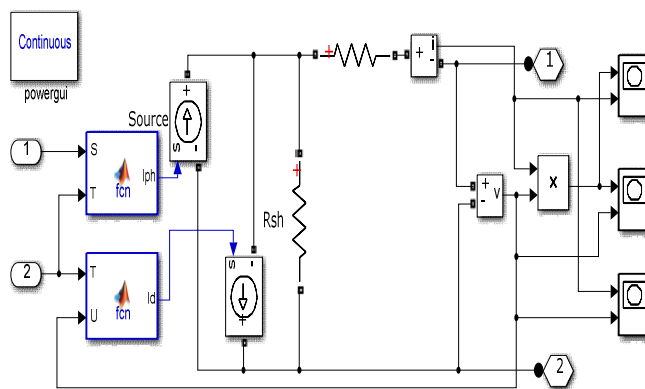 Continuous
powergui
Source
+
s
-
1
S
T
fcn
Iph
2
T
U
fcn
Id
s
-
+
+
Rsh
+
+
-
i
1
+
-
v
x
2